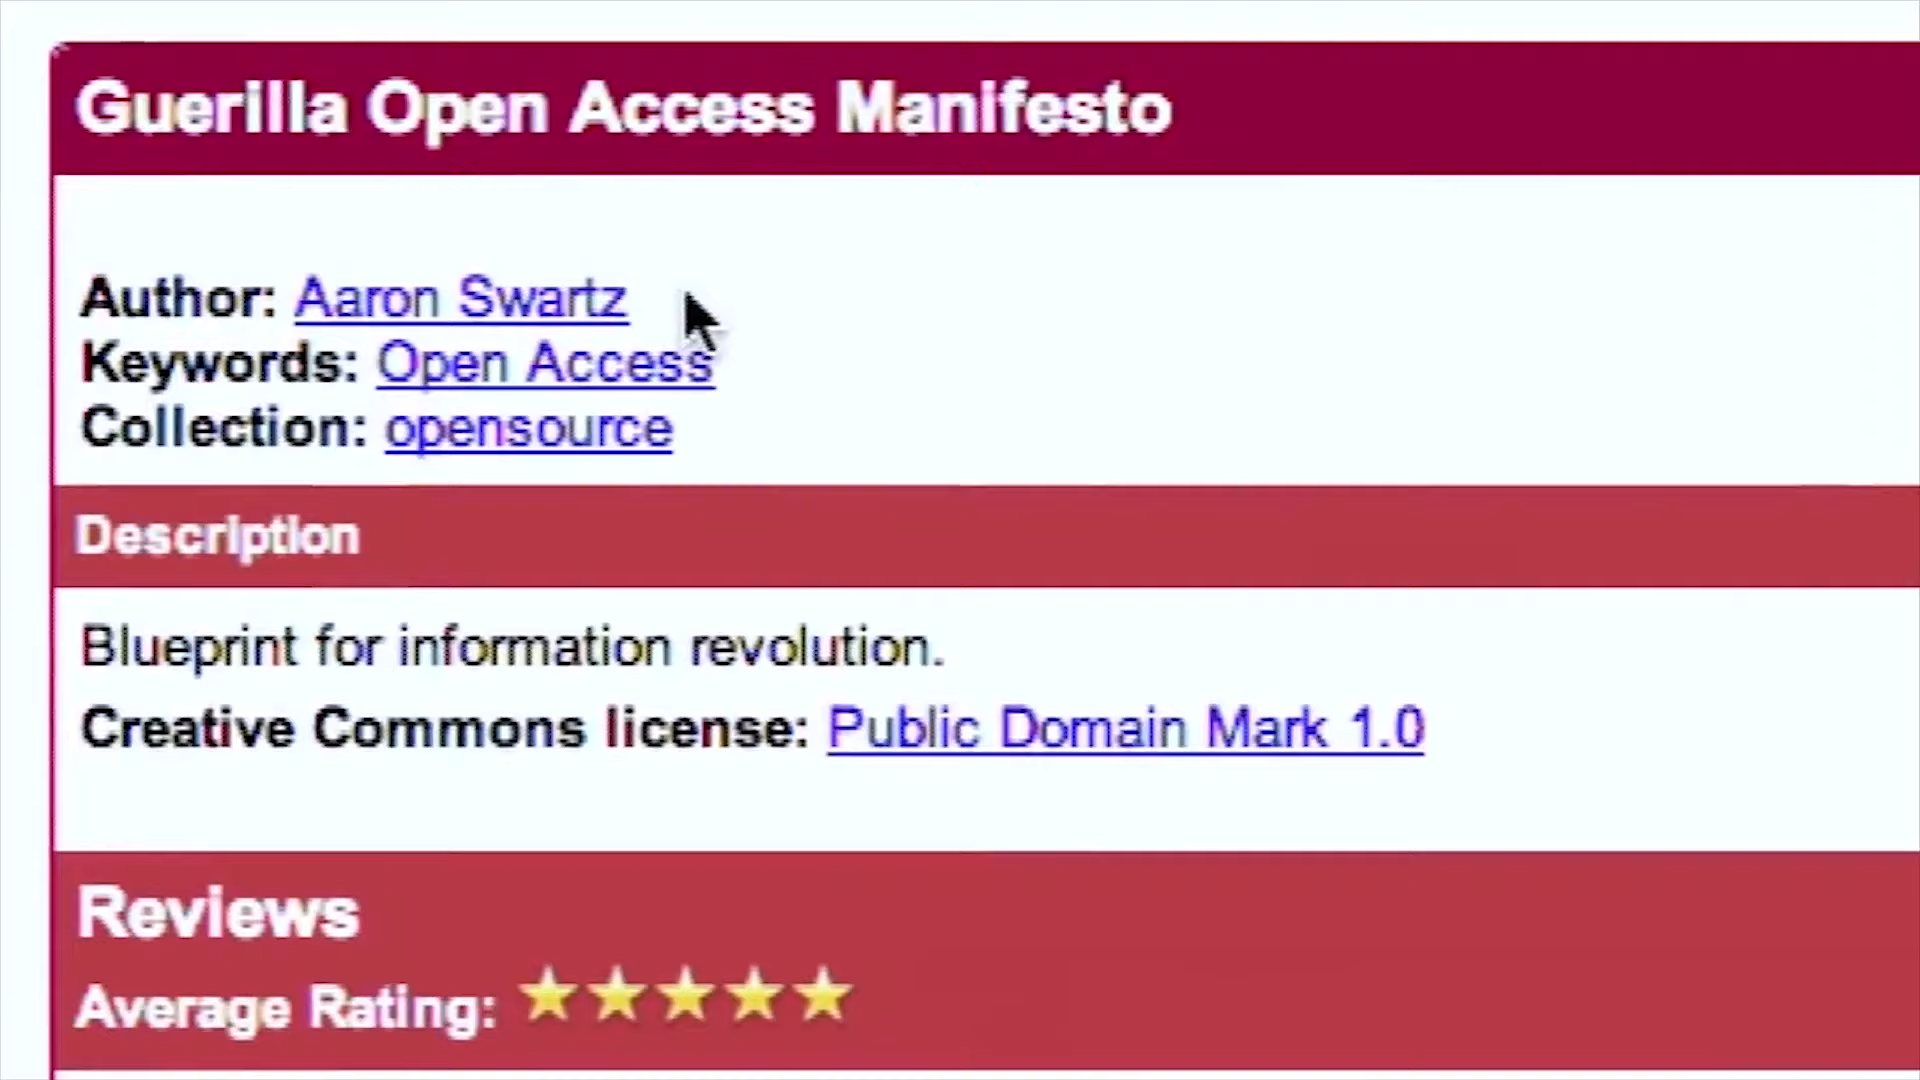 Guerilla Open Access Manifesto
Author: Aaron Swartz
Keywords: Open Access
Collection: opensource
Description
Blueprint for information revolution.
Creative Commons license: Public Domain Mark 1.0
Reviews
Average Rating: